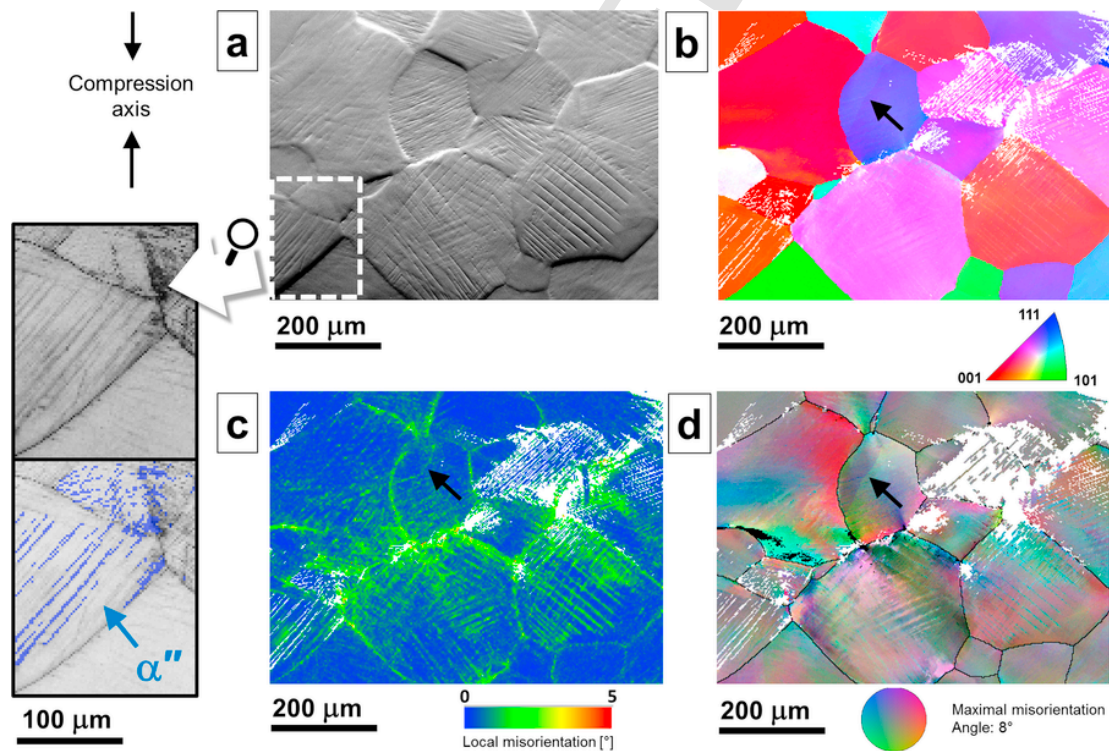 Compression
axis
a
b
200 μm
200 μm
111
001
101
c
d
α″
100 μm
200 μm
0
5
Local misorientation [°]
200 μm
Maximal misorientation
Angle: 8°